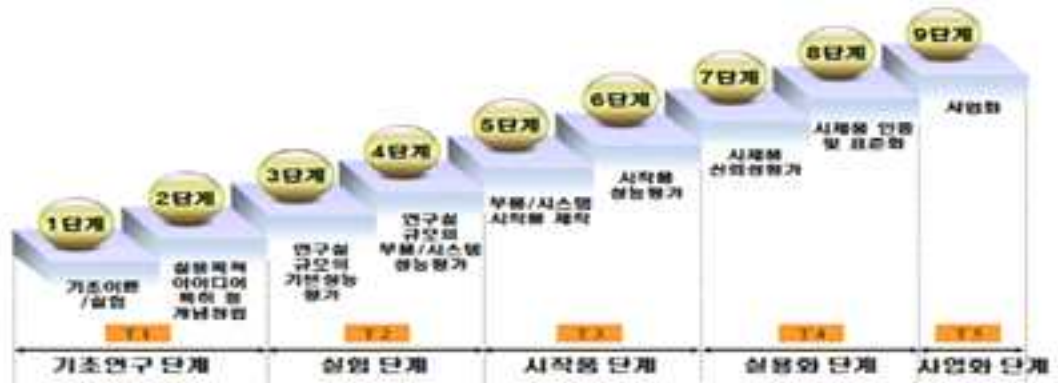 1단계
2단계
3단계
4단계
5단계
6단계
7단계
8단계
9단계
기초이론
/실험
실용목적
아이디어
특허 등
개념정립
연구실
규모의
기본성능
평가
연구실
규모의
부품/시스템
성능평가
부품/시스템
시작품 제작
시작품
성능평가
시제품
신뢰성평가
시제품 인증
및 표준화
사업화
T 1
T 2
T 3
T 4
T 5
기초연구 단계
실험 단계
시작품 단계
실용화 단계
사업화 단계